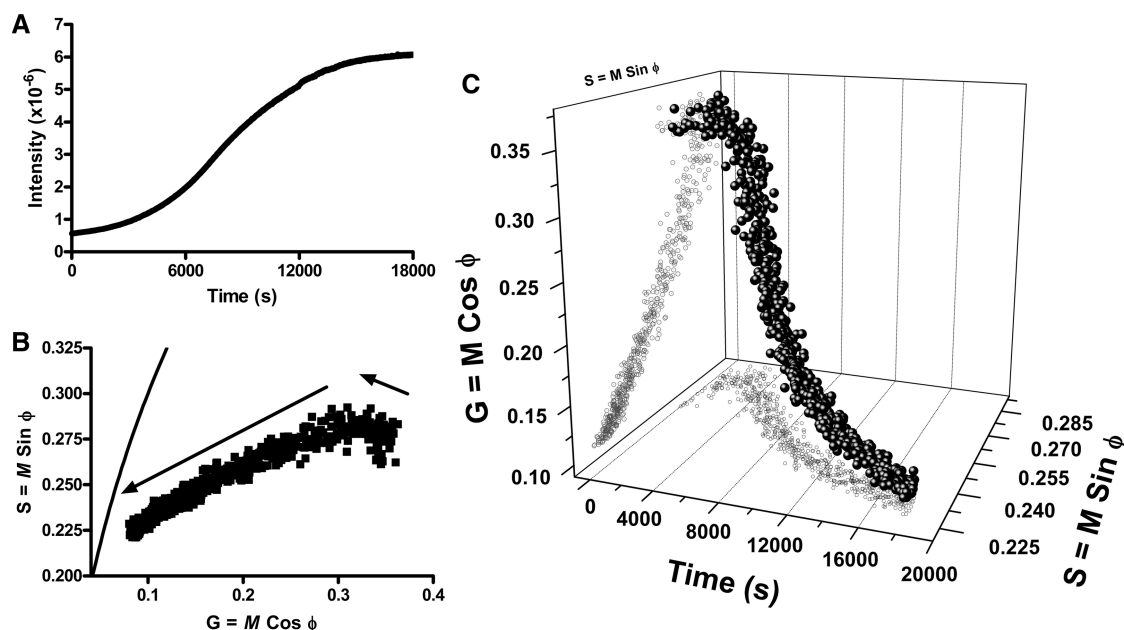 A
Intensity (x10⁻⁶)
7
6
5
4
3
2
1
0
0 6000 12000 18000
Time (s)
B
S = M Sin ϕ
0.325
0.300
0.275
0.250
0.225
0.200
0.1 0.2 0.3 0.4
G = M Cos ϕ
C
S = M Sin ϕ
G = M Cos ϕ
0.35
0.30
0.25
0.20
0.15
0.10
0 4000 8000 12000 16000 20000
Time (s)
0.285
0.270
0.255
0.240
0.225
S = M Sin ϕ